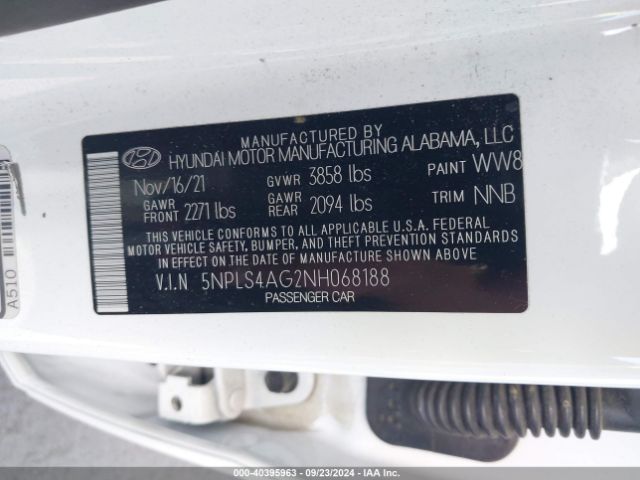 MANUFACTURED BY
HYUNDAI MOTOR MANUFACTURING ALABAMA, LLC
Nov/16/21 GVWR 3858 lbs PAINT WW8
GAWR FRONT 2271 lbs GAWR REAR 2094 lbs TRIM NNB
THIS VEHICLE CONFORMS TO ALL APPLICABLE U.S.A. FEDERAL
MOTOR VEHICLE SAFETY, BUMPER, AND THEFT PREVENTION STANDARDS
IN EFFECT ON THE DATE OF MANUFACTURE SHOWN ABOVE.
V.I.N 5NPLS4AG2NH068188
PASSENGER CAR
A510
000-40395963 - 09/23/2024 - IAA Inc.